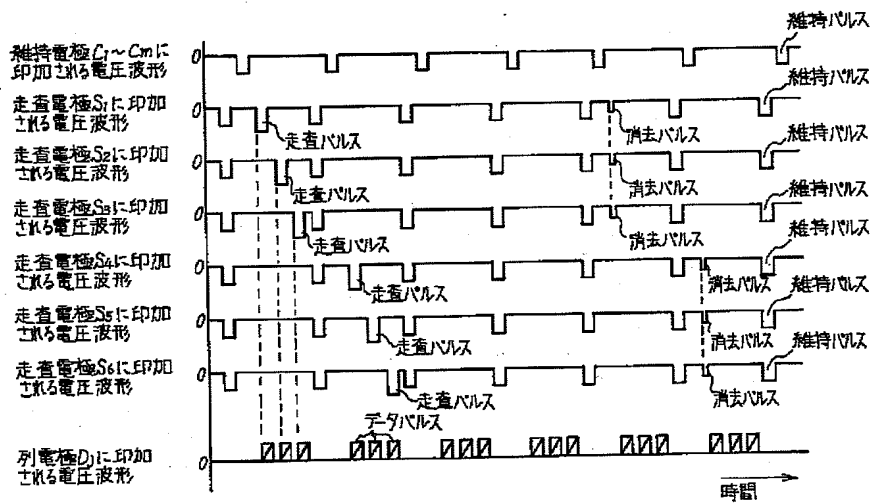 維持パルス
維持電極C₁～Cmに
印加される電圧波形
0
維持パルス
走査電極S₁に印加
される電圧波形
0
走査パルス
消去パルス
維持パルス
走査電極S₂に印加
される電圧波形
0
走査パルス
消去パルス
維持パルス
走査電極S₃に印加
される電圧波形
0
走査パルス
消去パルス
維持パルス
走査電極S₄に印加
される電圧波形
0
走査パルス
消去パルス
維持パルス
走査電極S₅に印加
される電圧波形
0
走査パルス
消去パルス
維持パルス
走査電極S₆に印加
される電圧波形
0
走査パルス
消去パルス
データパルス
列電極Djに印加
される電圧波形
0
時間